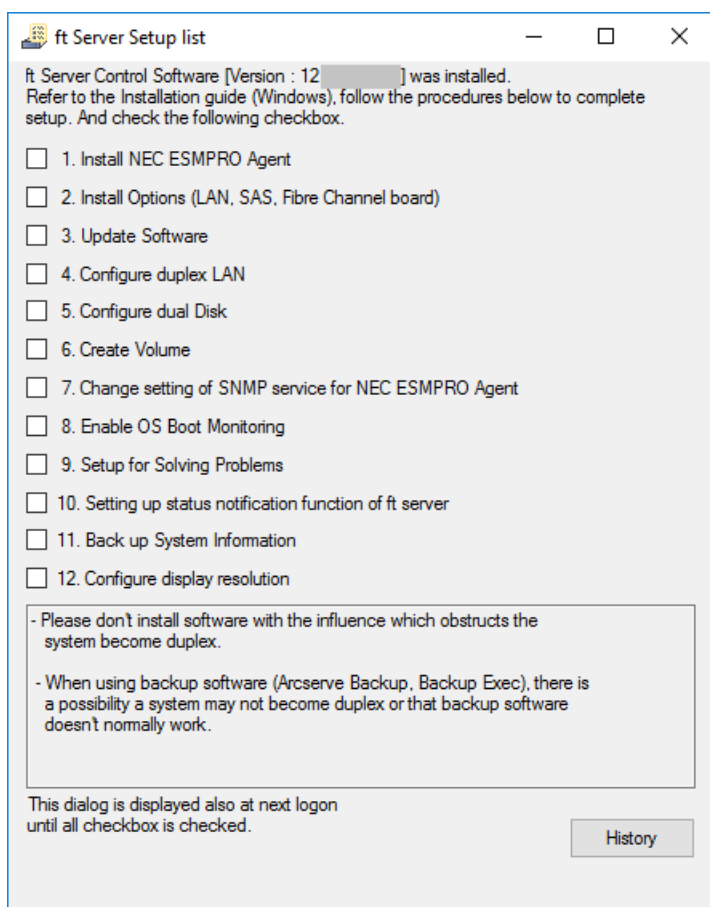 ft Server Setup list
ft Server Control Software [Version : 12 ] was installed.
Refer to the Installation guide (Windows), follow the procedures below to complete
setup. And check the following checkbox.
1. Install NEC ESMPRO Agent
2. Install Options (LAN, SAS, Fibre Channel board)
3. Update Software
4. Configure duplex LAN
5. Configure dual Disk
6. Create Volume
7. Change setting of SNMP service for NEC ESMPRO Agent
8. Enable OS Boot Monitoring
9. Setup for Solving Problems
10. Setting up status notification function of ft server
11. Back up System Information
12. Configure display resolution
- Please don't install software with the influence which obstructs the
system become duplex.
- When using backup software (Arcserve Backup, Backup Exec), there is
a possibility a system may not become duplex or that backup software
doesn't normally work.
This dialog is displayed also at next logon
until all checkbox is checked.
History